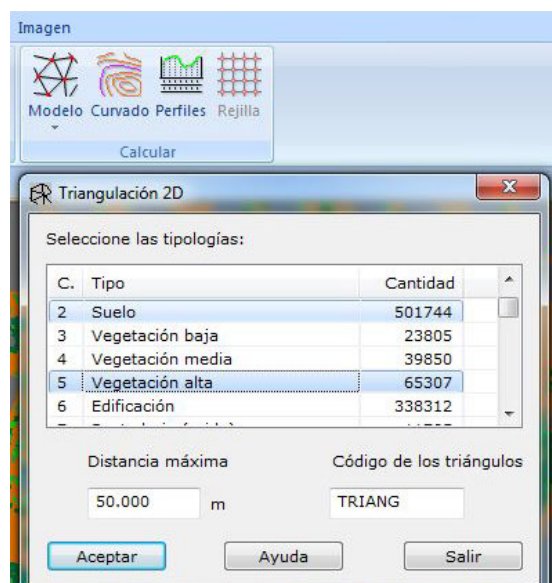 Imagen
Modelo Curvado Perfiles Rejilla
Calcular
Triangulación 2D
Seleccione las tipologías:
C. Tipo Cantidad
2 Suelo 501744
3 Vegetación baja 23805
4 Vegetación media 39850
5 Vegetación alta 65307
6 Edificación 338312
Distancia máxima Código de los triángulos
50.000 m TRIANG
Aceptar Ayuda Salir